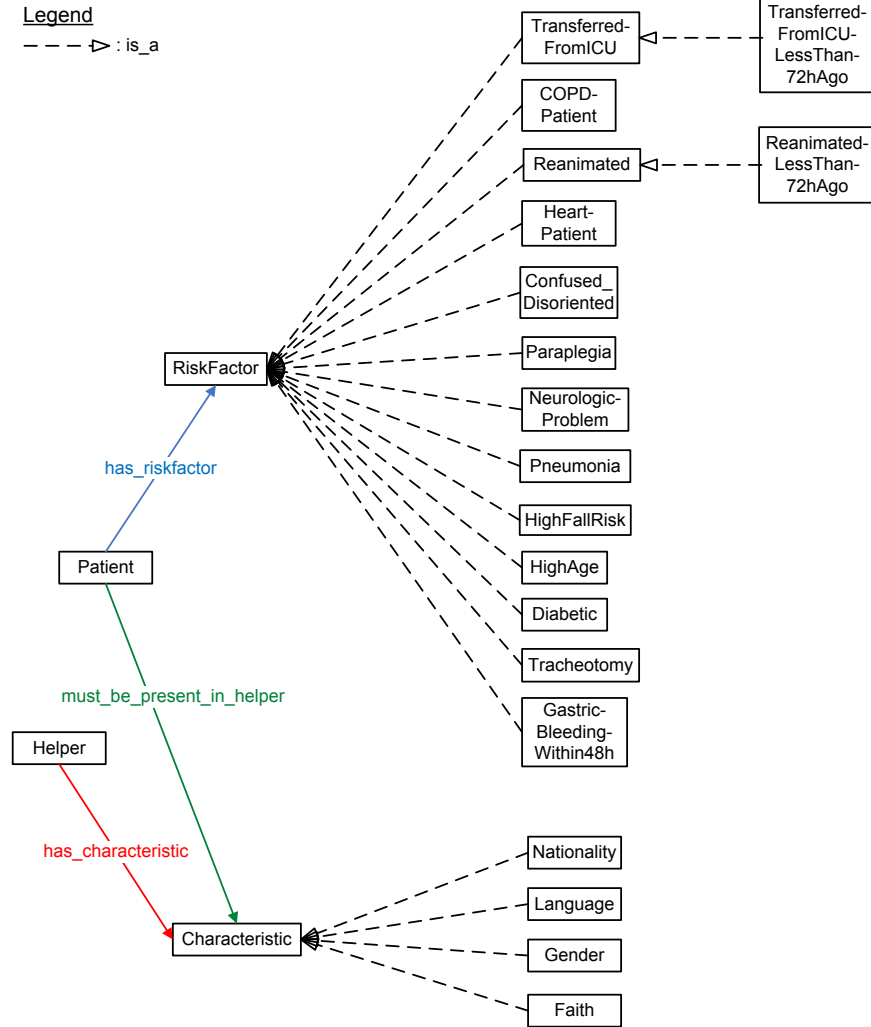 Legend
: is_a
Transferred-
FromICU
Transferred-
FromICU-
LessThan-
72hAgo
COPD-
Patient
Reanimated
Reanimated-
LessThan-
72hAgo
Heart-
Patient
Confused_
Disoriented
RiskFactor
Paraplegia
Neurologic-
Problem
has_riskfactor
Pneumonia
HighFallRisk
Patient
HighAge
Diabetic
Tracheotomy
must_be_present_in_helper
Gastric-
Bleeding-
Within48h
Helper
has_characteristic
Nationality
Language
Characteristic
Gender
Faith